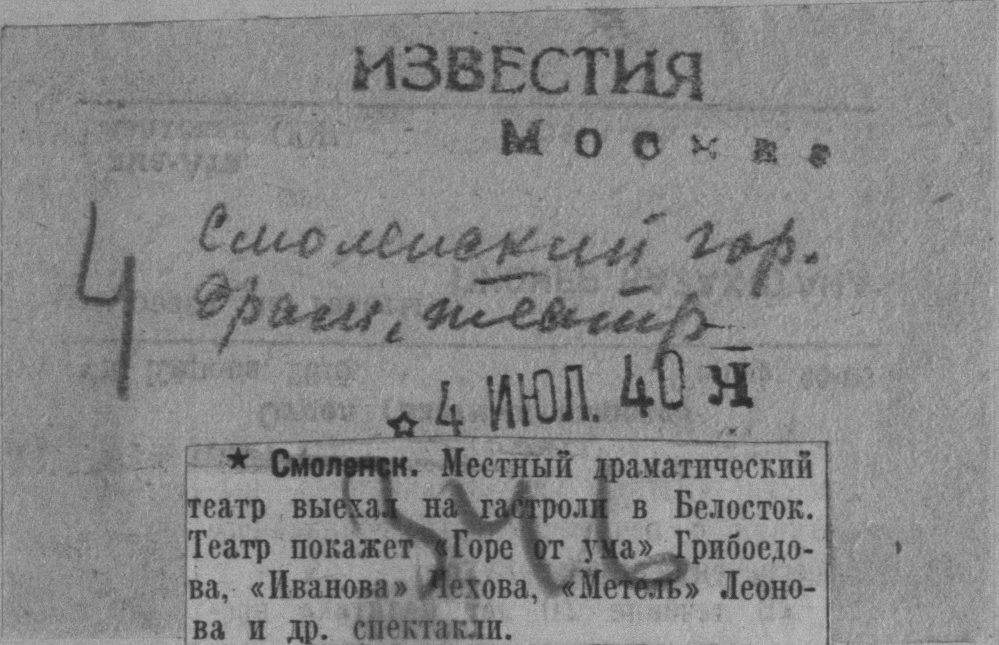 ИЗВЕСТИЯ
Москва
4
Смоленский гор.
драм, театр
☆ 4 ИЮЛ. 40 Н
★ Смоленск. Местный драматический
театр выехал на гастроли в Белосток.
Театр покажет «Горе от ума» Грибоедо-
ва, «Иванова» Чехова, «Метель» Леоно-
ва и др. спектакли.